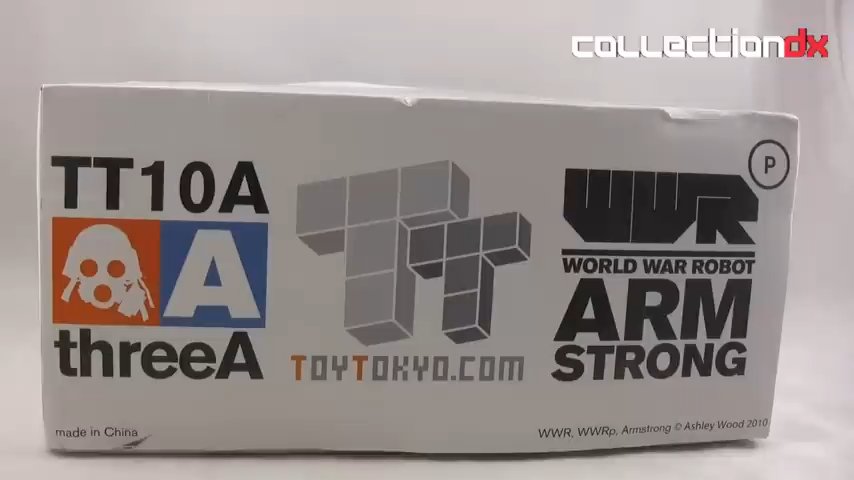 collectiondx
TT10A
A
threeA
made in China
TT
ToyTokyo.com
P
WWR
WORLD WAR ROBOT
ARM
STRONG
WWR, WWRp, Armstrong © Ashley Wood 2010